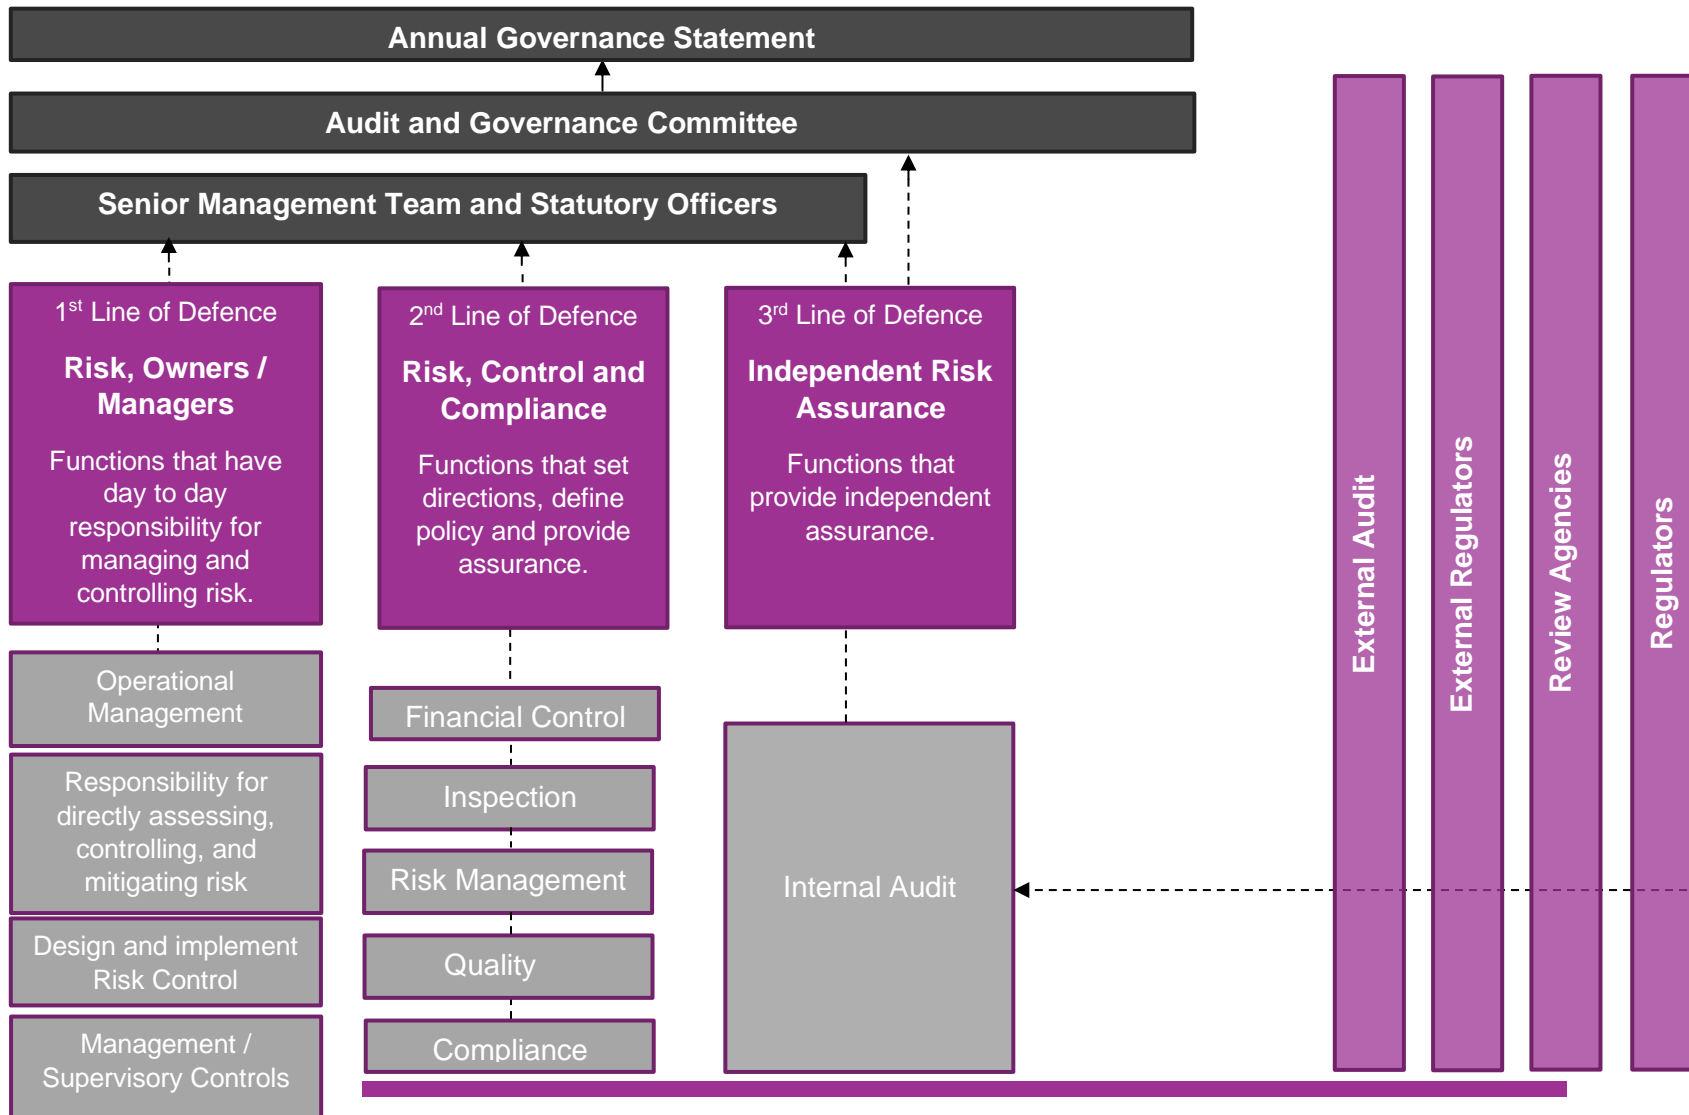 Annual Governance Statement
Audit and Governance Committee
Senior Management Team and Statutory Officers
1st Line of Defence
Risk, Owners /
Managers
Functions that have
day to day
responsibility for
managing and
controlling risk.
Operational
Management
Responsibility for
directly assessing,
controlling, and
mitigating risk
Design and implement
Risk Control
Management /
Supervisory Controls
2nd Line of Defence
Risk, Control and
Compliance
Functions that set
directions, define
policy and provide
assurance.
Financial Control
Inspection
Risk Management
Quality
Compliance
3rd Line of Defence
Independent Risk
Assurance
Functions that
provide independent
assurance.
Internal Audit
External Audit
External Regulators
Review Agencies
Regulators